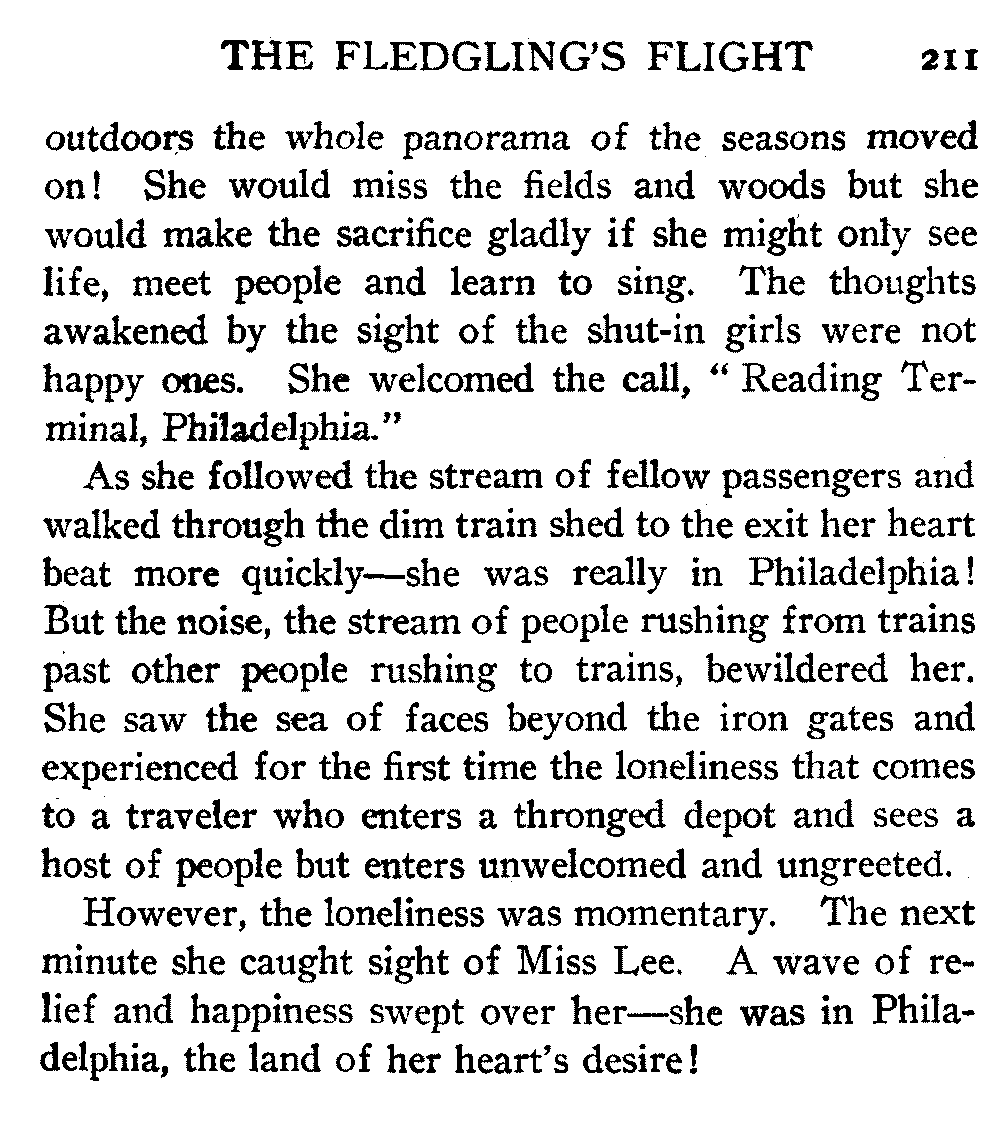 THE FLEDGLING'S FLIGHT 211
outdoors the whole panorama of the seasons moved
on! She would miss the fields and woods but she
would make the sacrifice gladly if she might only see
life, meet people and learn to sing. The thoughts
awakened by the sight of the shut-in girls were not
happy ones. She welcomed the call, “ Reading Ter-
minal, Philadelphia.”
As she followed the stream of fellow passengers and
walked through the dim train shed to the exit her heart
beat more quickly—she was really in Philadelphia!
But the noise, the stream of people rushing from trains
past other people rushing to trains, bewildered her.
She saw the sea of faces beyond the iron gates and
experienced for the first time the loneliness that comes
to a traveler who enters a thronged depot and sees a
host of people but enters unwelcomed and ungreeted.
However, the loneliness was momentary. The next
minute she caught sight of Miss Lee. A wave of re-
lief and happiness swept over her—she was in Phila-
delphia, the land of her heart's desire!